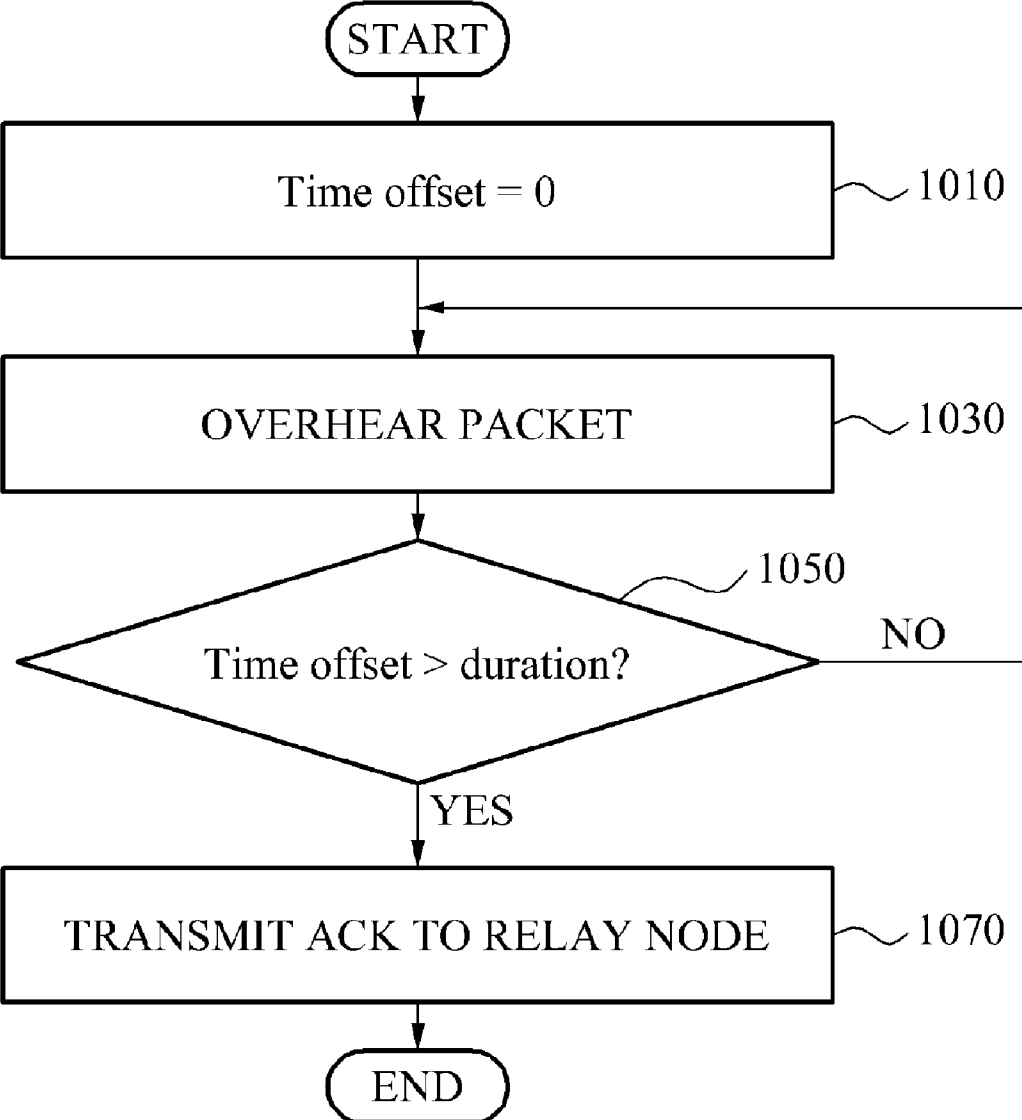 START
Time offset = 0
1010
OVERHEAR PACKET
1030
1050
Time offset > duration?
NO
YES
TRANSMIT ACK TO RELAY NODE
1070
END